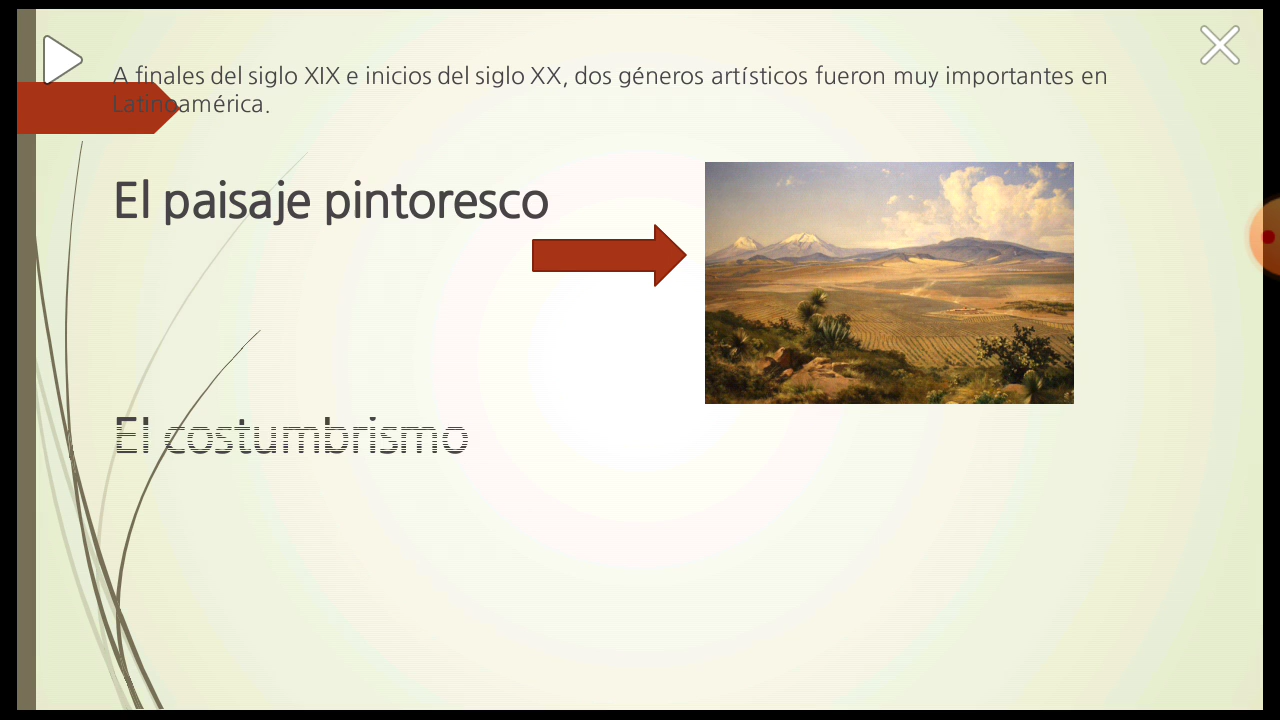 A finales del siglo XIX e inicios del siglo XX, dos géneros artísticos fueron muy importantes en
Latinoamérica.
El paisaje pintoresco
El costumbrismo